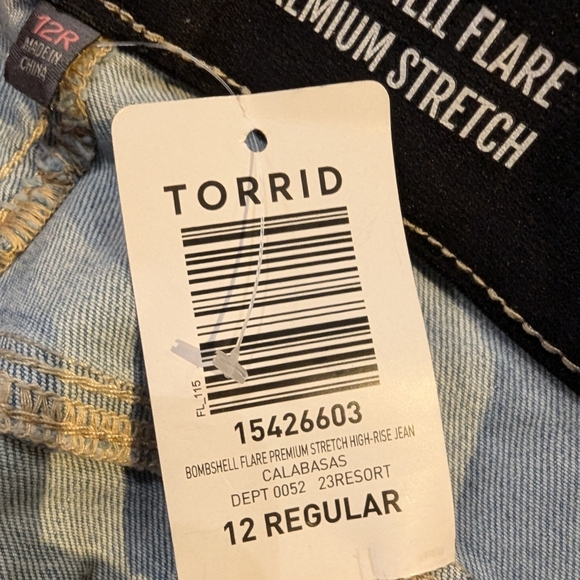 12R
MADE IN
CHINA
SHELL FLARE
PREMIUM STRETCH
TORRID
FL_115
15426603
BOMBSHELL FLARE PREMIUM STRETCH HIGH-RISE JEAN
CALABASAS
DEPT 0052 23RESORT
12 REGULAR